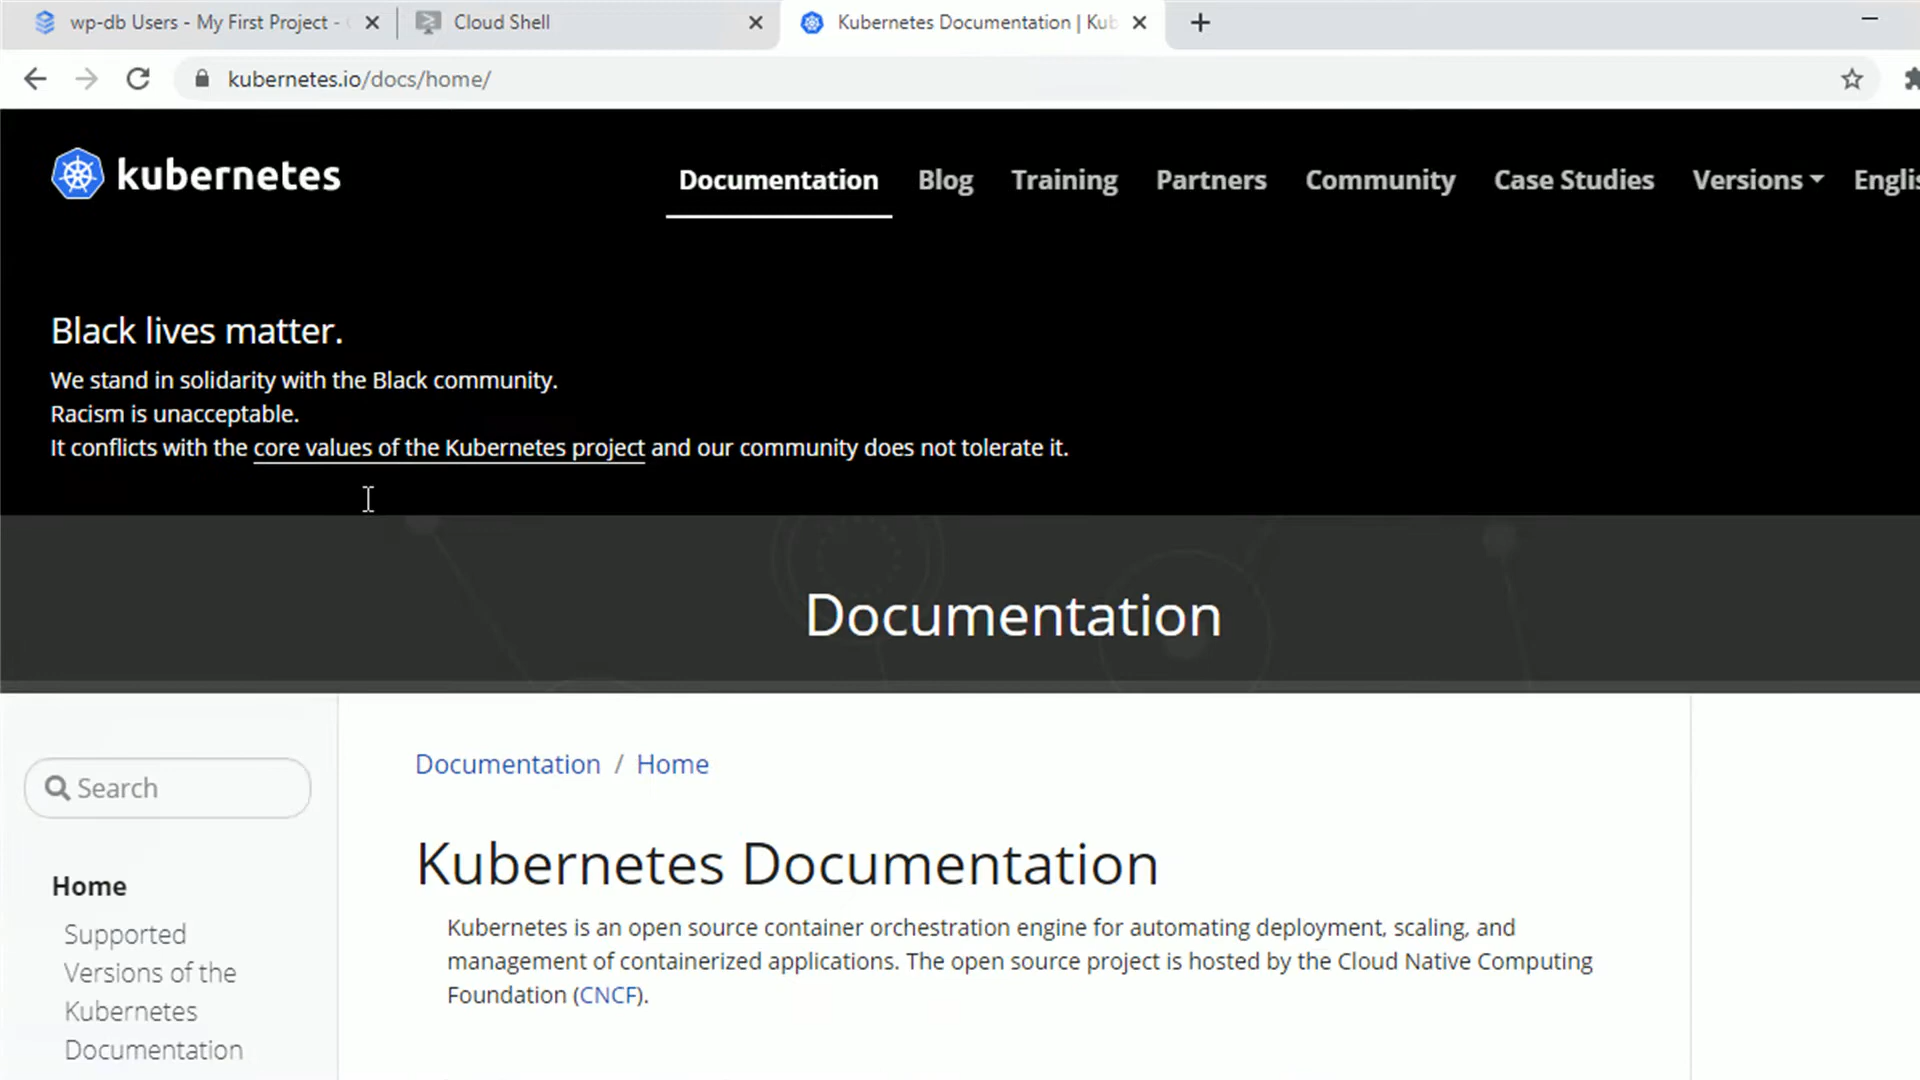 wp-db Users - My First Project -
Cloud Shell
Kubernetes Documentation | Kub
kubernetes.io/docs/home/
kubernetes
Documentation
Blog
Training
Partners
Community
Case Studies
Versions
Englis
Black lives matter.
We stand in solidarity with the Black community.
Racism is unacceptable.
It conflicts with the core values of the Kubernetes project and our community does not tolerate it.
Documentation
Search
Home
Supported
Versions of the
Kubernetes
Documentation
Documentation / Home
Kubernetes Documentation
Kubernetes is an open source container orchestration engine for automating deployment, scaling, and
management of containerized applications. The open source project is hosted by the Cloud Native Computing
Foundation (CNCF).